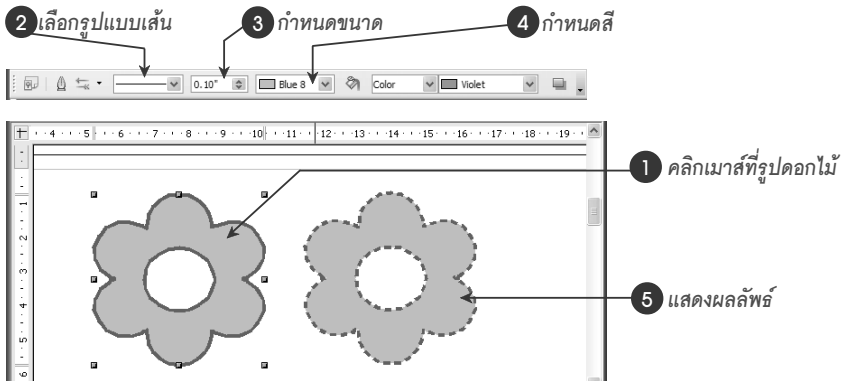 2 เลือกรูปแบบเส้น
3 กำหนดขนาด
4 กำหนดสี
0.10" Blue 8 Color Violet
4 5 6 7 8 9 10 11 12 13 14 15 16 17 18 19
1 2 3 4 5 6
1 คลิกเมาส์ที่รูปดอกไม้
5 แสดงผลลัพธ์